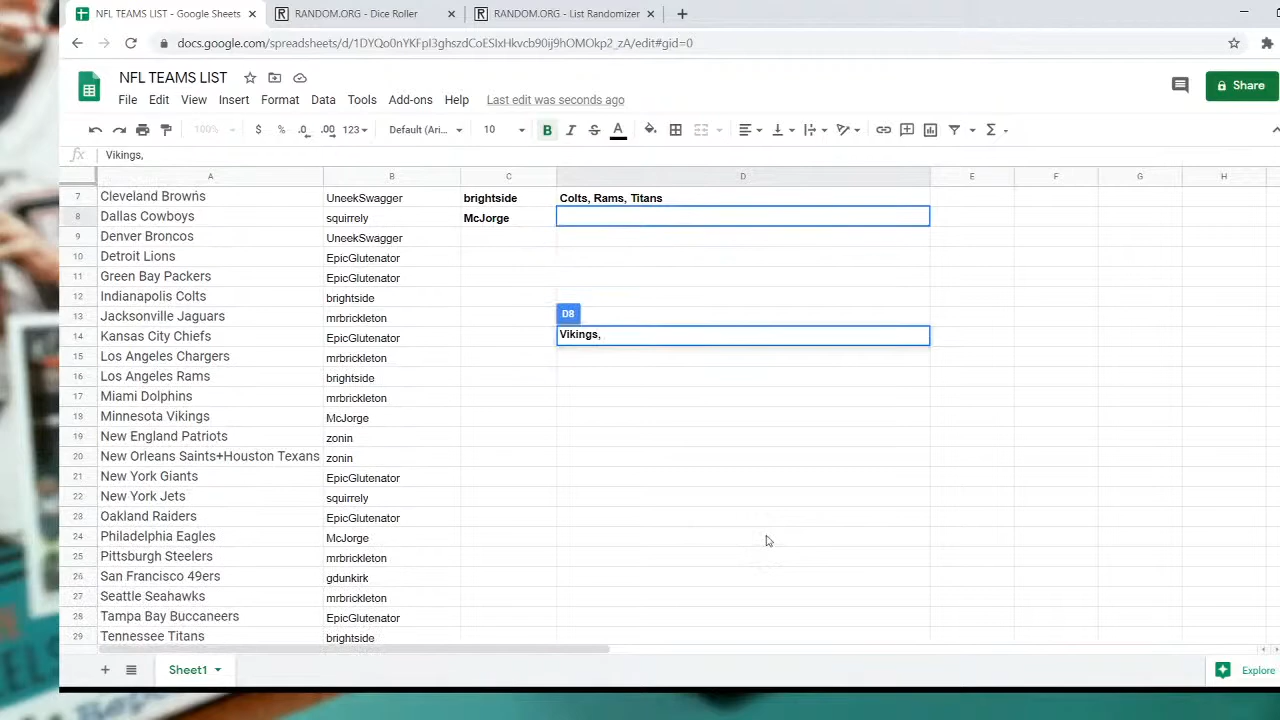 NFL TEAMS LIST - Google Sheets × RANDOM.ORG - Dice Roller × RANDOM.ORG - List Randomizer × +
docs.google.com/spreadsheets/d/1DYQo0nYKFpI3ghszdCoESIxHkvcb90ij9hOMOkp2_zA/edit#gid=0
NFL TEAMS LIST
Share
File Edit View Insert Format Data Tools Add-ons Help Last edit was seconds ago
100% $ % .0 .00 123 Default (Ari... 10 B I S A
fx Vikings,
A B C D E F G H
7 Cleveland Browns UneekSwagger brightside Colts, Rams, Titans
8 Dallas Cowboys squirrely McJorge
9 Denver Broncos UneekSwagger
10 Detroit Lions EpicGlutenator
11 Green Bay Packers EpicGlutenator
12 Indianapolis Colts brightside
13 Jacksonville Jaguars mrbrickleton D8
14 Kansas City Chiefs EpicGlutenator Vikings,
15 Los Angeles Chargers mrbrickleton
16 Los Angeles Rams brightside
17 Miami Dolphins mrbrickleton
18 Minnesota Vikings McJorge
19 New England Patriots zonin
20 New Orleans Saints+Houston Texans zonin
21 New York Giants EpicGlutenator
22 New York Jets squirrely
23 Oakland Raiders EpicGlutenator
24 Philadelphia Eagles McJorge
25 Pittsburgh Steelers mrbrickleton
26 San Francisco 49ers gdunkirk
27 Seattle Seahawks mrbrickleton
28 Tampa Bay Buccaneers EpicGlutenator
29 Tennessee Titans brightside
+ Sheet1 Explore